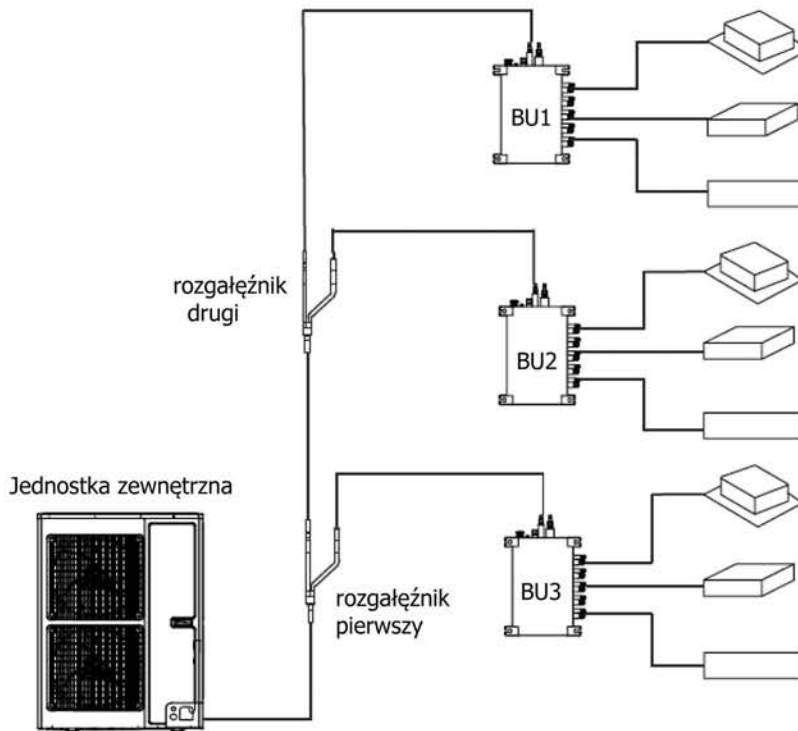 BU1
rozgałęźnik
drugi
BU2
Jednostka zewnętrzna
rozgałęźnik
pierwszy
BU3